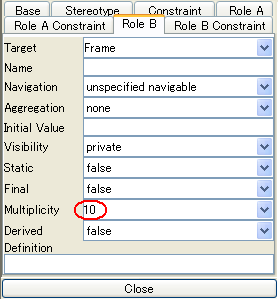 Base Stereotype Constraint Role A
Role A Constraint Role B Role B Constraint
Target Frame
Name
Navigation unspecified navigable
Aggregation none
Initial Value
Visibility private
Static false
Final false
Multiplicity 10
Derived false
Definition
Close